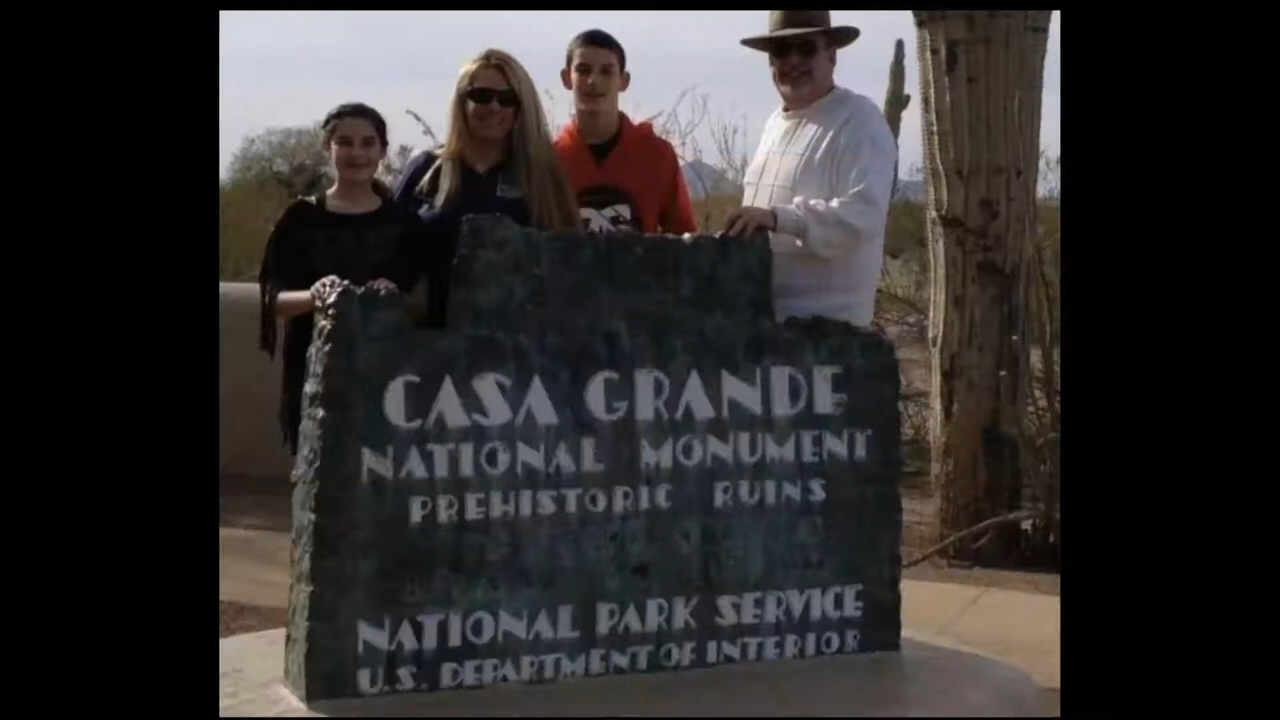 CASA GRANDE
NATIONAL MONUMENT
PREHISTORIC RUINS
NATIONAL PARK SERVICE
U.S. DEPARTMENT OF INTERIOR